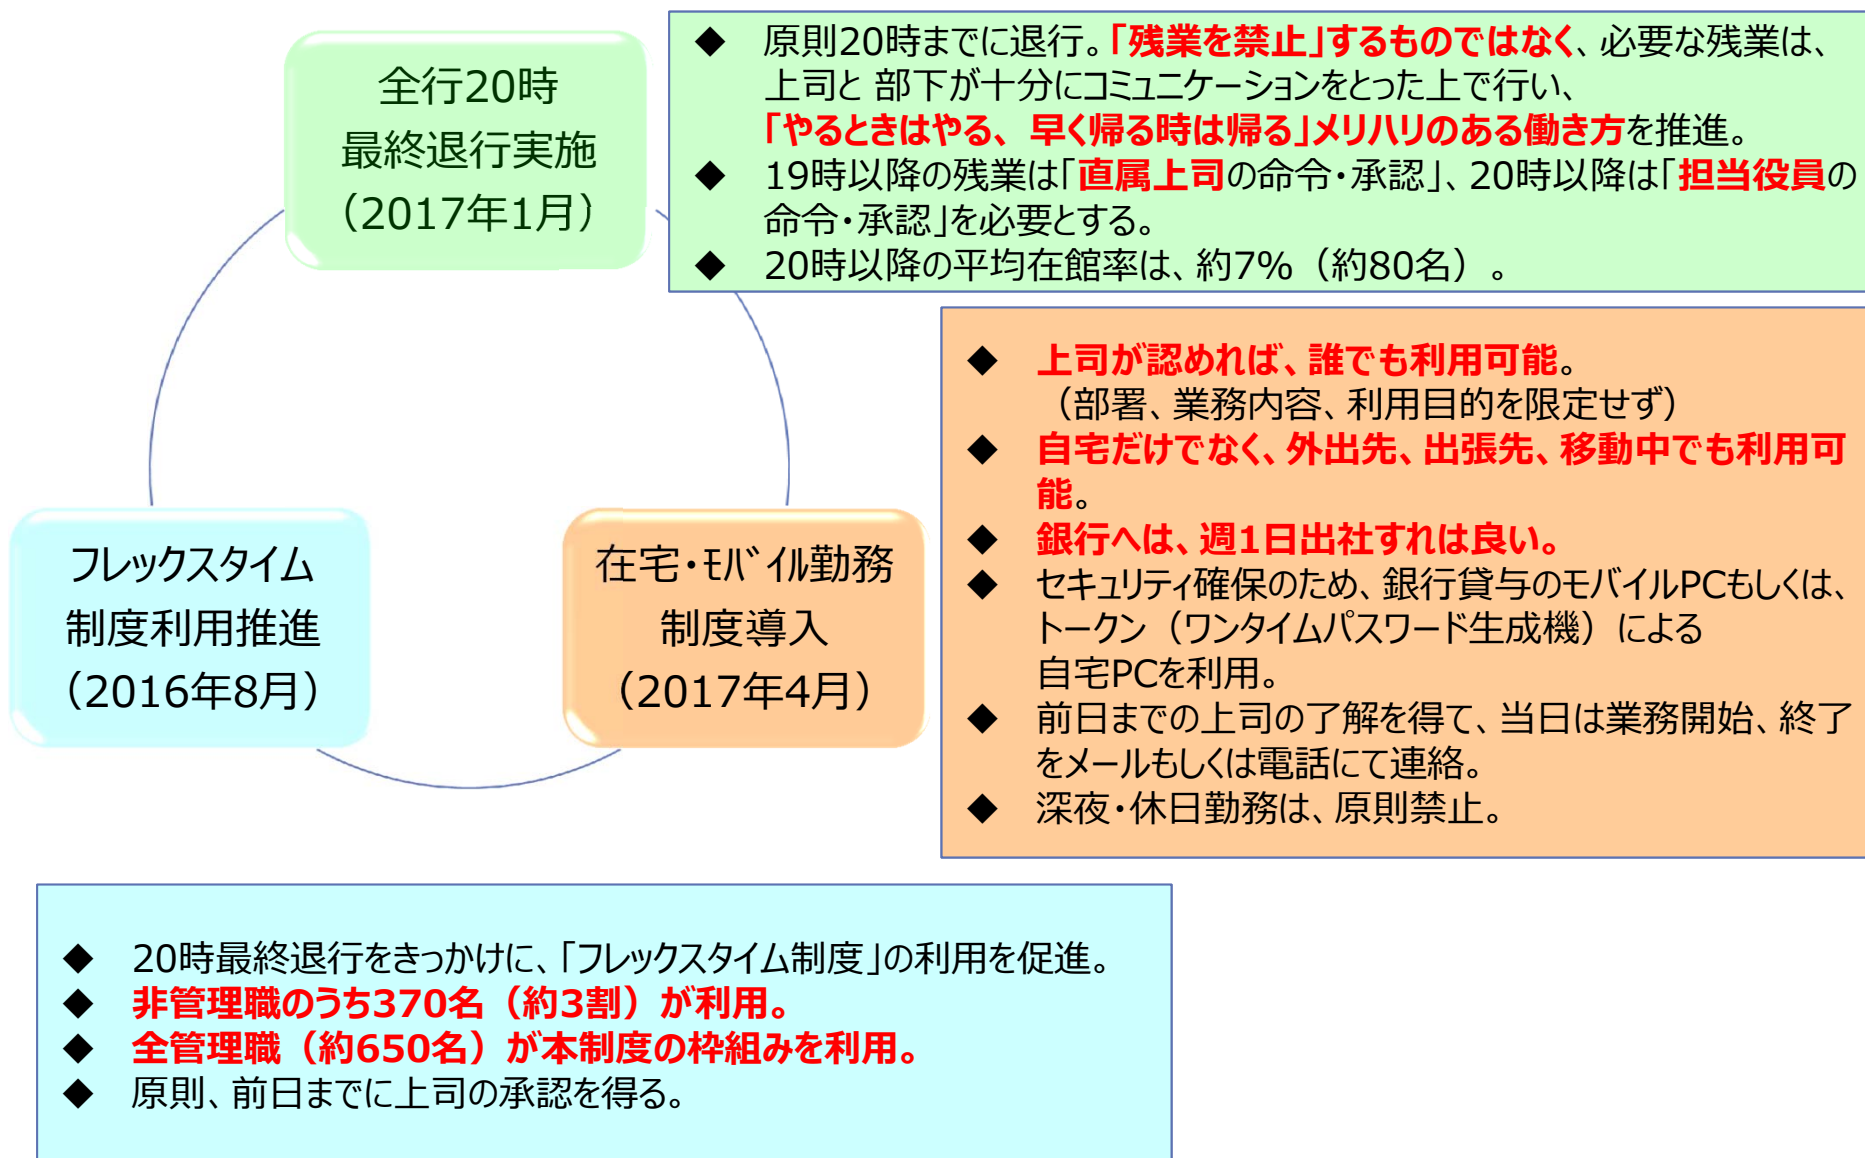 全行20時
最終退行実施
（2017年1月）
◆ 原則20時までに退行。「残業を禁止」するものではなく、必要な残業は、
上司と 部下が十分にコミュニケーションをとった上で行い、
「やるときはやる、早く帰る時は帰る」メリハリのある働き方を推進。
◆ 19時以降の残業は「直属上司の命令・承認」、20時以降は「担当役員の
命令・承認」を必要とする。
◆ 20時以降の平均在館率は、約7%（約80名）。
フレックスタイム
制度利用推進
（2016年8月）
在宅・ﾓﾊﾞｲﾙ勤務
制度導入
（2017年4月）
◆ 上司が認めれば、誰でも利用可能。
（部署、業務内容、利用目的を限定せず）
◆ 自宅だけでなく、外出先、出張先、移動中でも利用可
能。
◆ 銀行へは、週1日出社すれは良い。
◆ セキュリティ確保のため、銀行貸与のモバイルPCもしくは、
トークン（ワンタイムパスワード生成機）による
自宅PCを利用。
◆ 前日までの上司の了解を得て、当日は業務開始、終了
をメールもしくは電話にて連絡。
◆ 深夜・休日勤務は、原則禁止。
◆ 20時最終退行をきっかけに、「フレックスタイム制度」の利用を促進。
◆ 非管理職のうち370名（約3割）が利用。
◆ 全管理職（約650名）が本制度の枠組みを利用。
◆ 原則、前日までに上司の承認を得る。